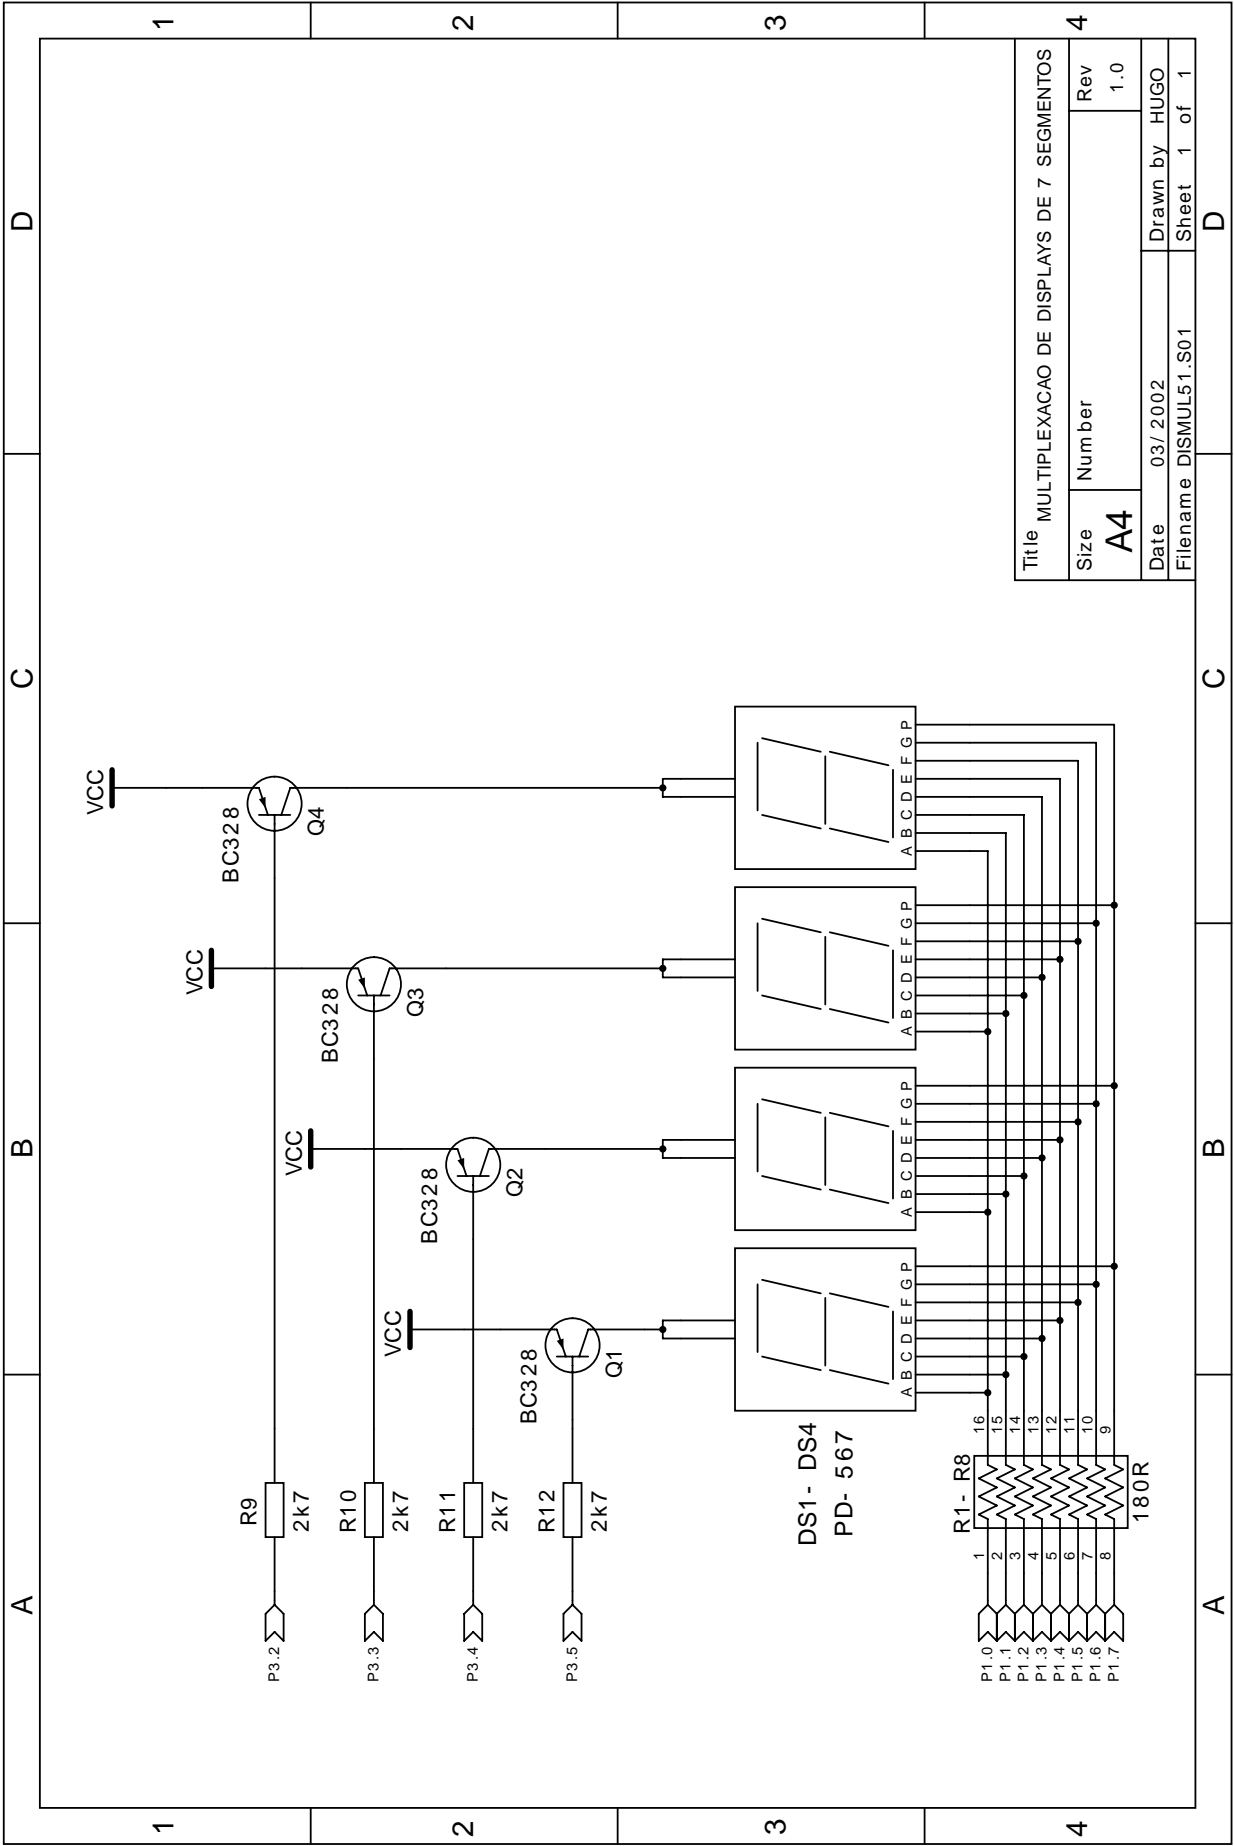 A B C D
1
2
3
4
VCC
BC328
Q4
R9
2k7
P3.2
VCC
BC328
Q3
R10
2k7
P3.3
VCC
BC328
Q2
R11
2k7
P3.4
VCC
BC328
Q1
R12
2k7
P3.5
DS1- DS4
PD- 567
A B C D E F G P
A B C D E F G P
A B C D E F G P
A B C D E F G P
R1- R8
180R
P1.0 1 16
P1.1 2 15
P1.2 3 14
P1.3 4 13
P1.4 5 12
P1.5 6 11
P1.6 7 10
P1.7 8 9
Title
MULTIPLEXACAO DE DISPLAYS DE 7 SEGMENTOS
Size Number Rev
A4 1.0
Date 03/2002 Drawn by HUGO
Filename DISMUL51.S01 Sheet 1 of 1
1
2
3
4
A B C D